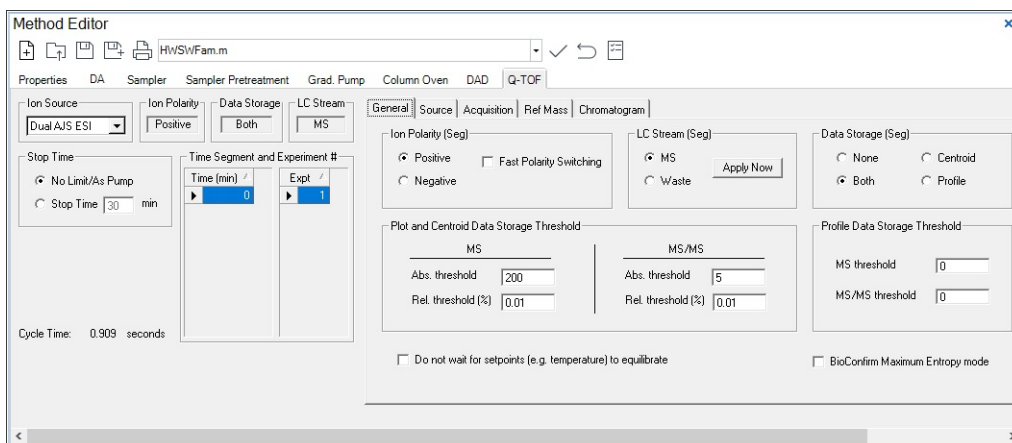 Method Editor
HWSWFam.m
Properties DA Sampler Sampler Pretreatment Grad. Pump Column Oven DAD Q-TOF
Ion Source Ion Polarity Data Storage LC Stream
Dual AJS ESI Positive Both MS
General Source Acquisition Ref Mass Chromatogram
Ion Polarity (Seg) LC Stream (Seg) Data Storage (Seg)
Positive Fast Polarity Switching MS Apply Now None Centroid
Negative Waste Both Profile
Stop Time Time Segment and Experiment #
No Limit/As Pump Time (min) Expt
Stop Time 30 min 0 1
Plot and Centroid Data Storage Threshold Profile Data Storage Threshold
MS MS/MS
Abs. threshold 200 Abs. threshold 5 MS threshold 0
Rel. threshold (%) 0.01 Rel. threshold (%) 0.01 MS/MS threshold 0
Cycle Time: 0.909 seconds
Do not wait for setpoints (e.g. temperature) to equilibrate BioConfirm Maximum Entropy mode